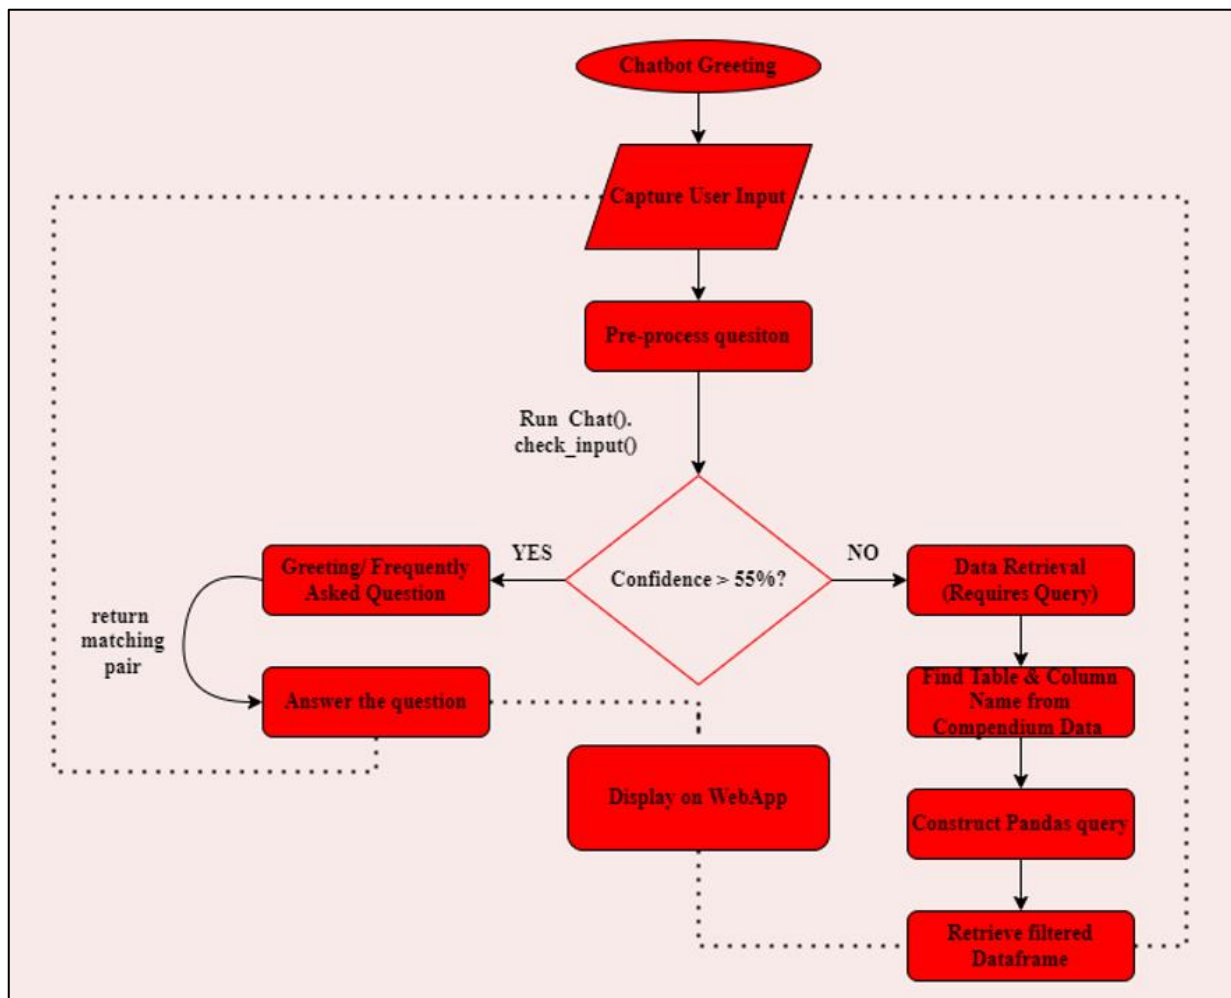 Chatbot Greeting
Capture User Input
Pre-process quesiton
Run Chat().
check_input()
YES
Confidence > 55%?
NO
Greeting/ Frequently
Asked Question
Data Retrieval
(Requires Query)
return
matching
pair
Answer the question
Find Table & Column
Name from
Compendium Data
Display on WebApp
Construct Pandas query
Retrieve filtered
Dataframe